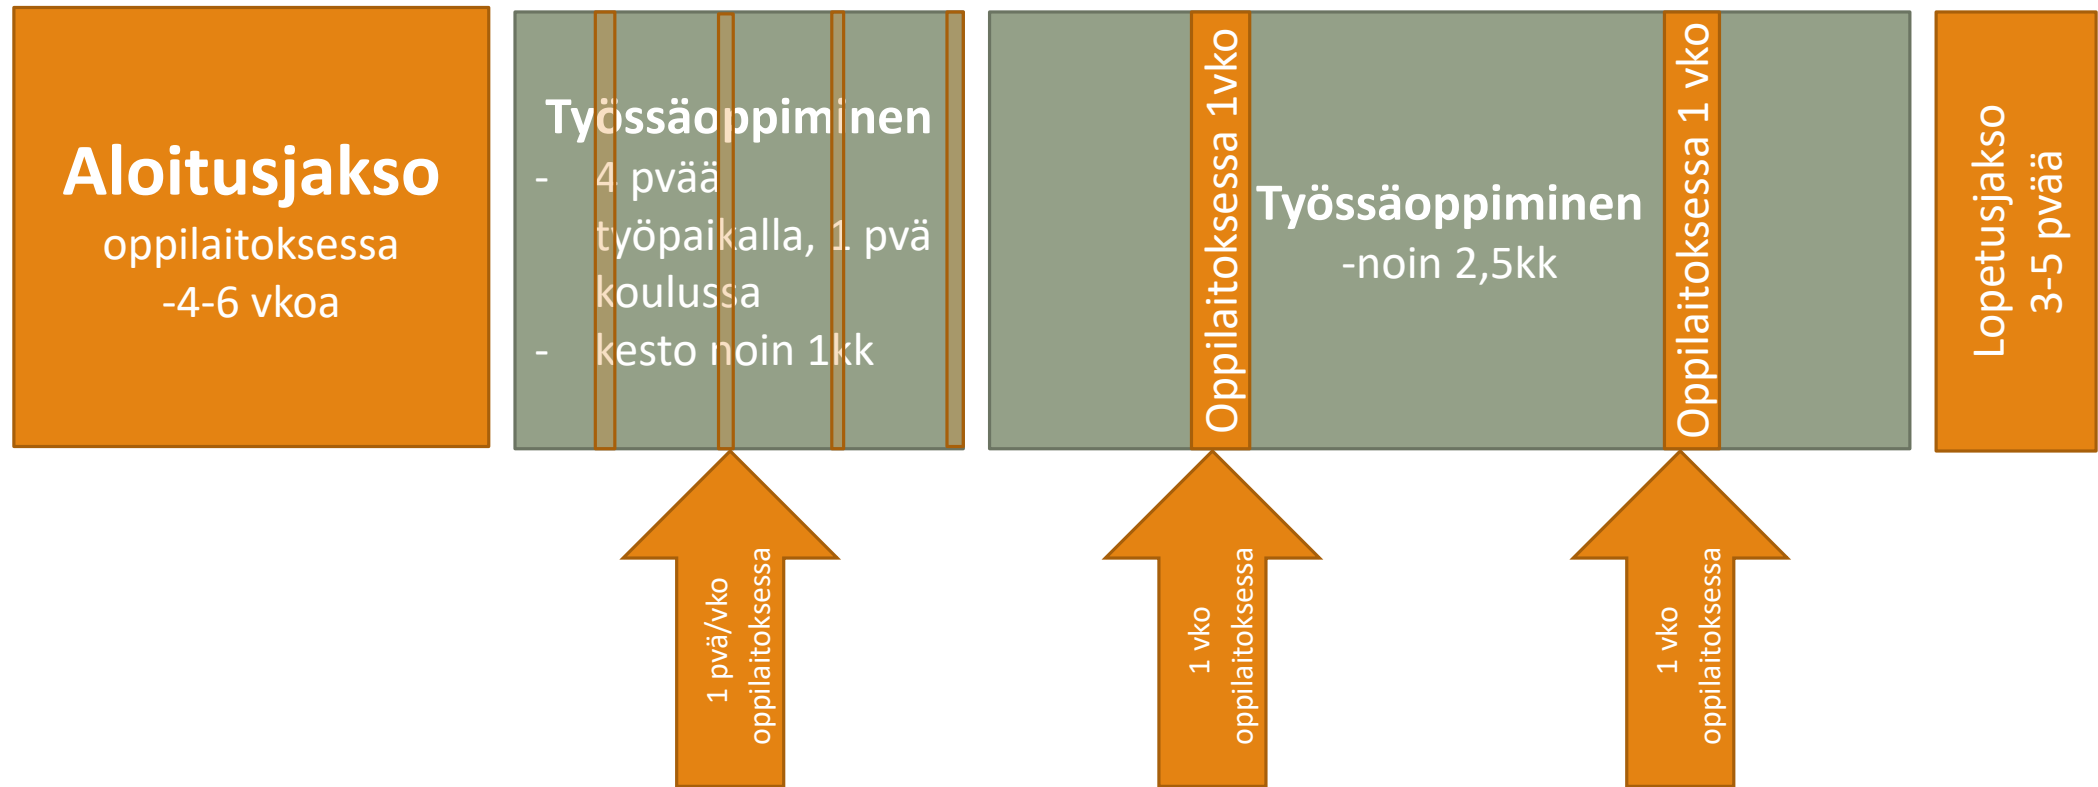 Aloitusjakso
oppilaitoksessa
-4-6 vkoa
Työssäoppiminen
- 4 pvää
työpaikalla, 1 pvä
koulussa
- kesto noin 1kk
Oppilaitoksessa 1vko
Työssäoppiminen
-noin 2,5kk
Oppilaitoksessa 1 vko
Lopetusjakso
3-5 pvää
1 pvä/vko
oppilaitoksessa
1 vko
oppilaitoksessa
1 vko
oppilaitoksessa